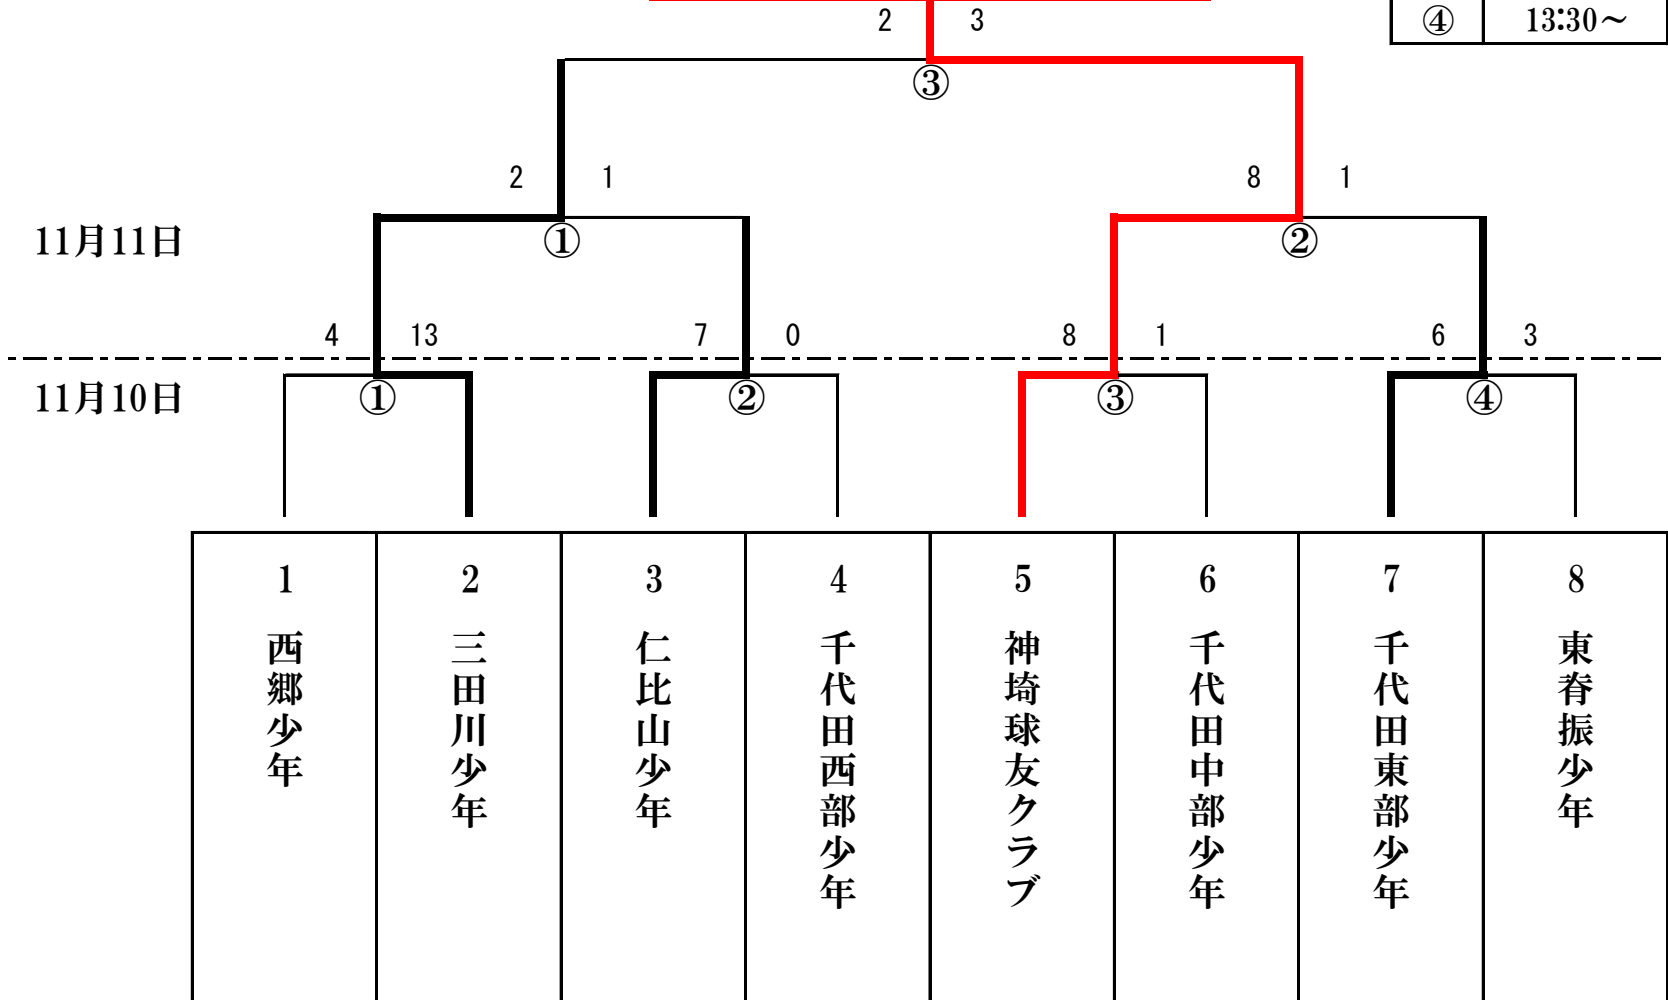 2 3
④ 13:30～
③
2 1
8 1
11月11日
①
②
4 13
7 0
8 1
6 3
11月10日
①
②
③
④
1 西郷少年
2 三田川少年
3 仁比山少年
4 千代田西部少年
5 神埼球友クラブ
6 千代田中部少年
7 千代田東部少年
8 東脊振少年